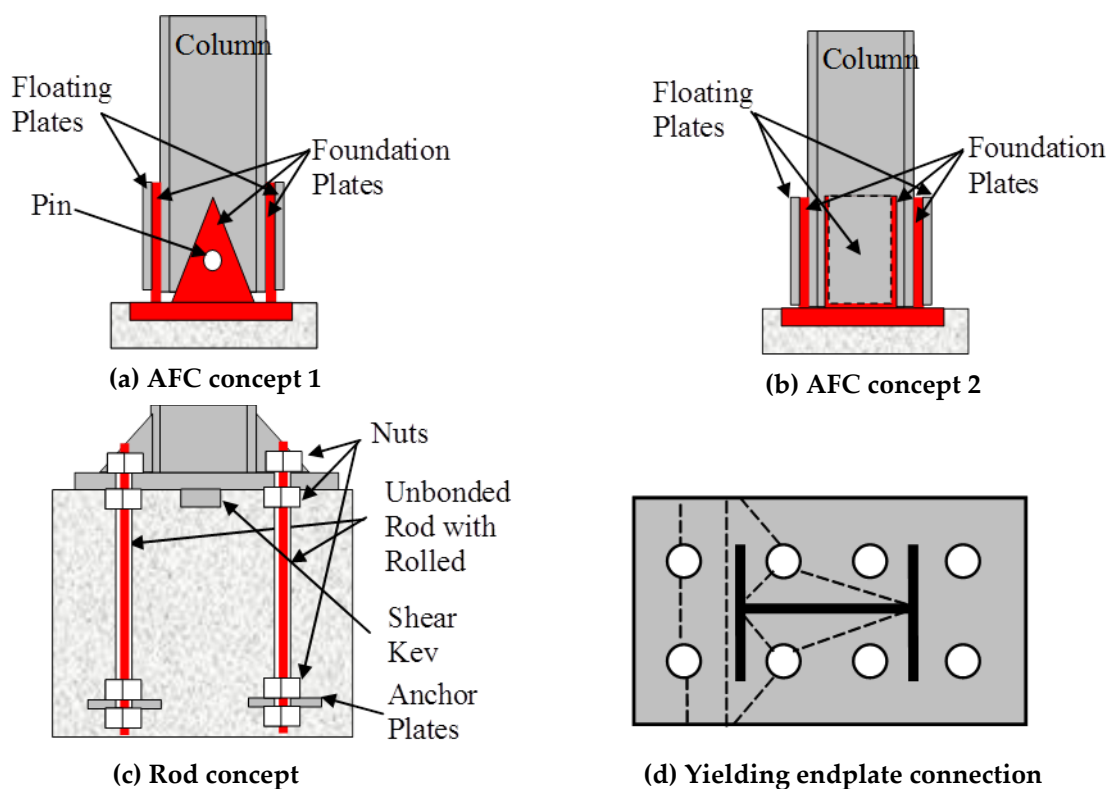 Column
Floating
Plates
Foundation
Plates
Pin
(a) AFC concept 1
Column
Floating
Plates
Foundation
Plates
(b) AFC concept 2
Nuts
Unbonded
Rod with
Rolled
Shear
Kev
Anchor
Plates
(c) Rod concept
(d) Yielding endplate connection